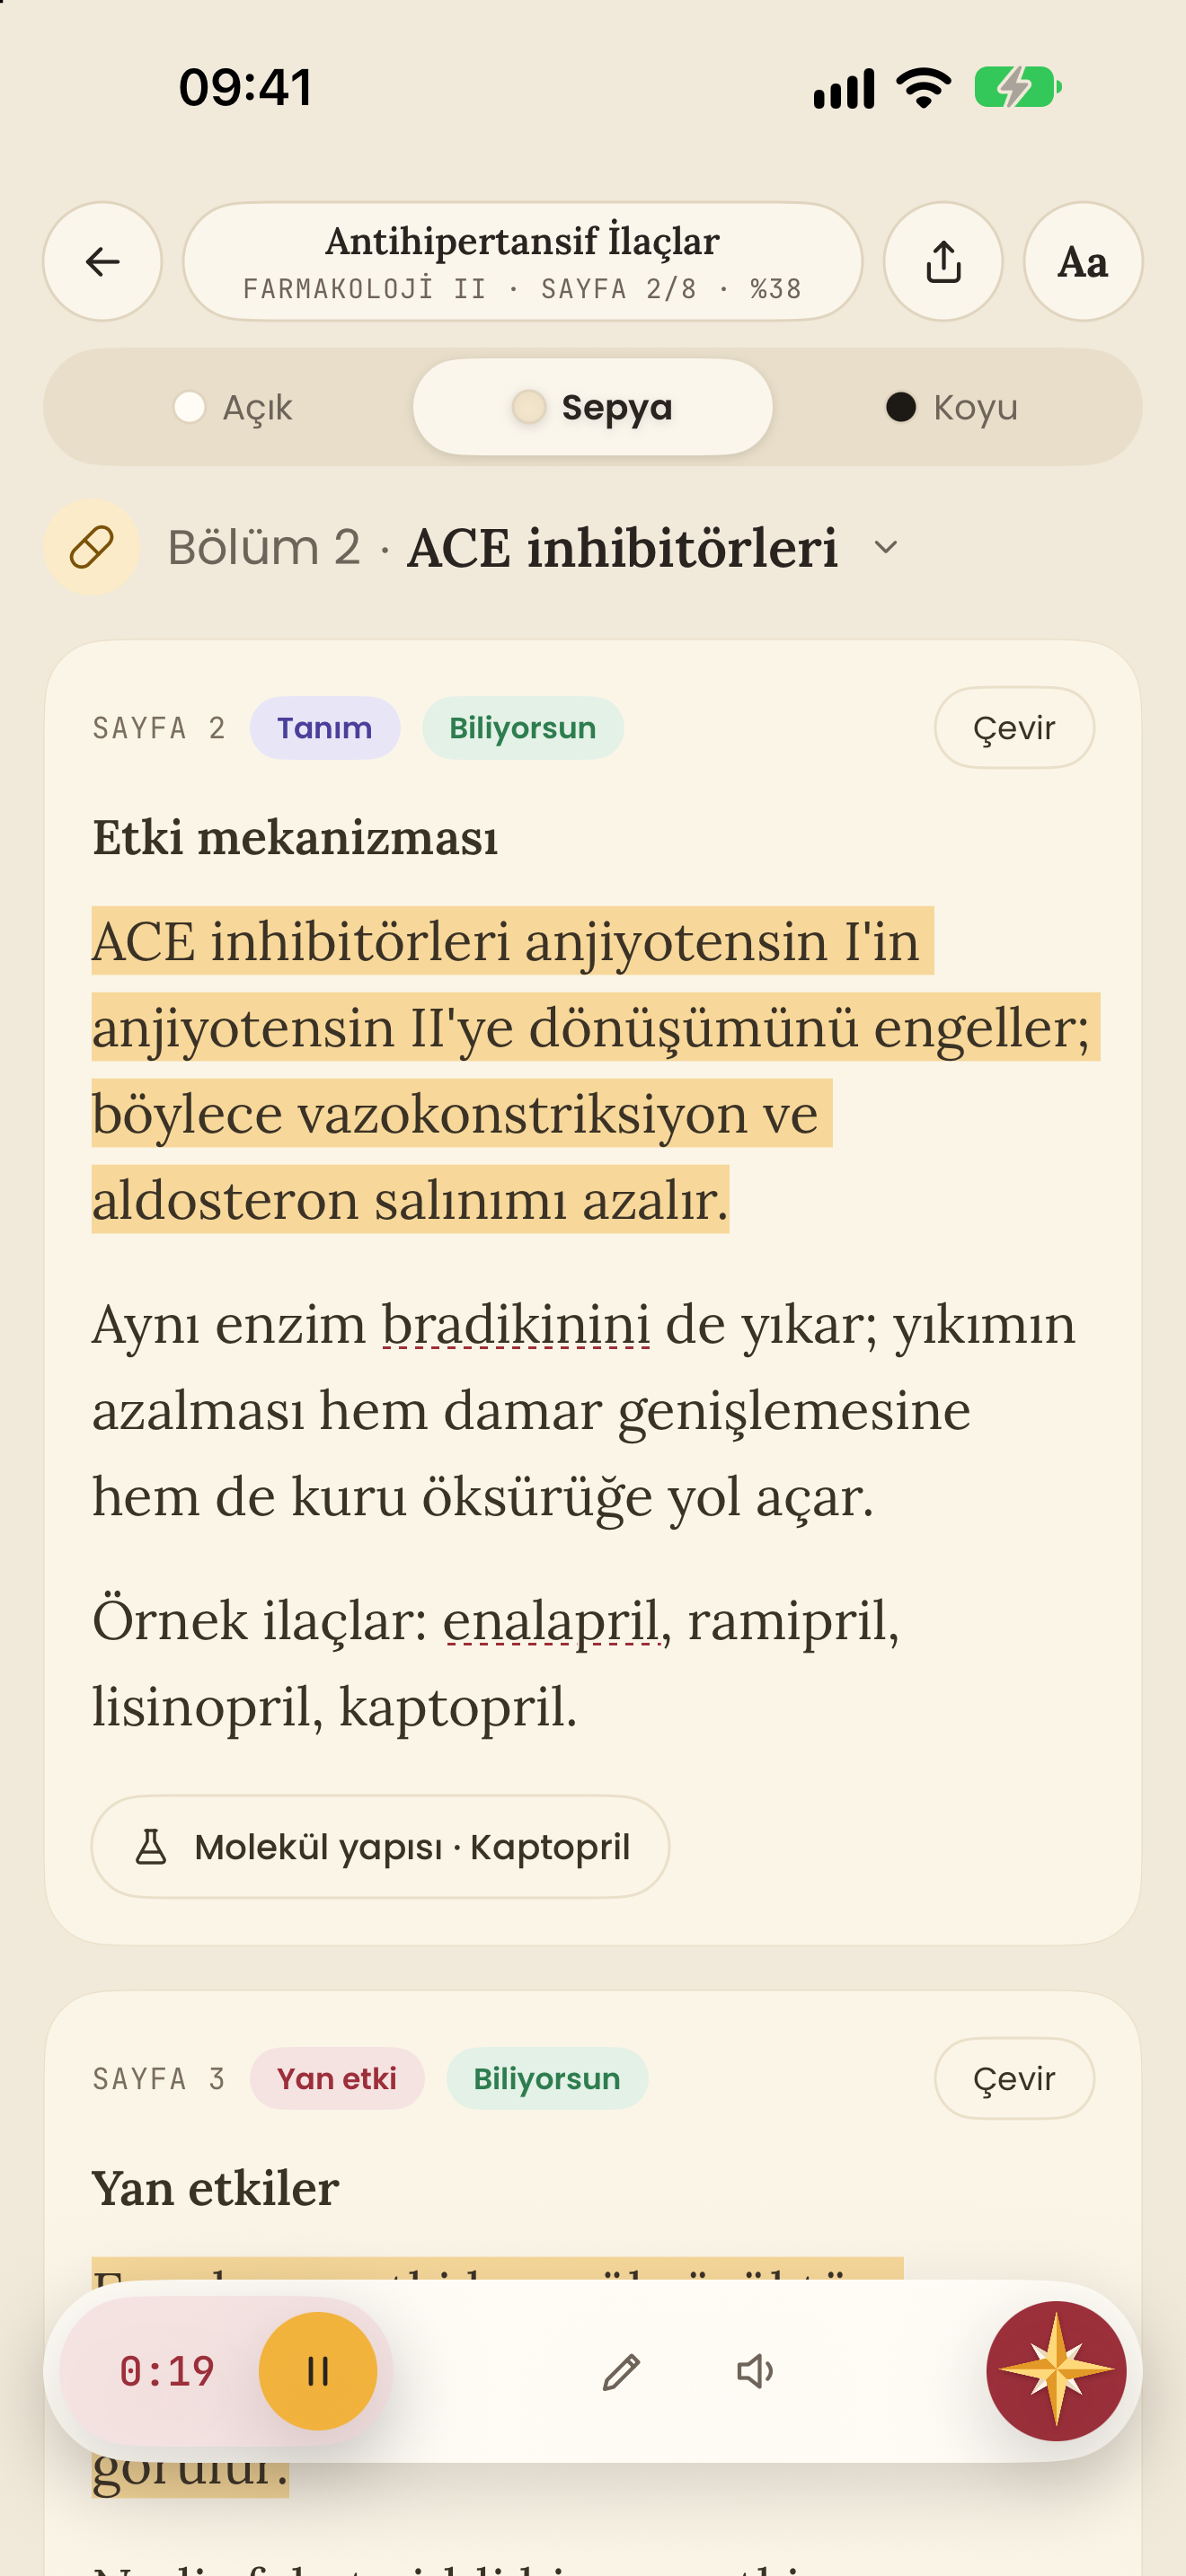 09:41
Antihipertansif İlaçlar
FARMAKOLOJİ II · SAYFA 2/8 · %38
Aa
Açık
Sepya
Koyu
Bölüm 2 · ACE inhibitörleri
SAYFA 2
Tanım
Biliyorsun
Çevir
Etki mekanizması
ACE inhibitörleri anjiyotensin I'in
anjiyotensin II'ye dönüşümünü engeller;
böylece vazokonstriksiyon ve
aldosteron salınımı azalır.
Aynı enzim bradikinini de yıkar; yıkımın
azalması hem damar genişlemesine
hem de kuru öksürüğe yol açar.
Örnek ilaçlar: enalapril, ramipril,
lisinopril, kaptopril.
Molekül yapısı · Kaptopril
SAYFA 3
Yan etki
Biliyorsun
Çevir
Yan etkiler
0:19
görülür.